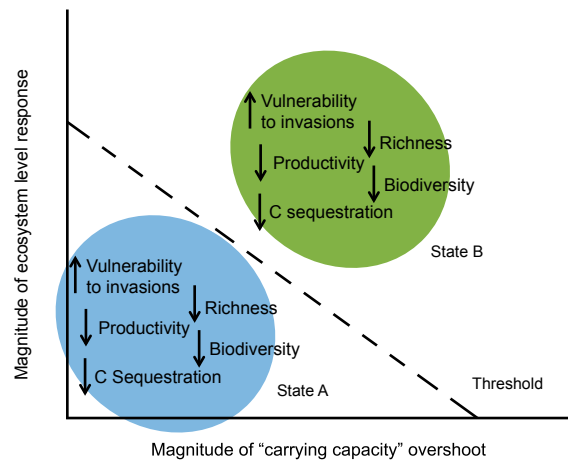 Magnitude of ecosystem level response
Vulnerability
to invasions
Richness
Productivity
Biodiversity
C sequestration
State B
Vulnerability
to invasions
Richness
Productivity
Biodiversity
C Sequestration
State A
Threshold
Magnitude of “carrying capacity” overshoot